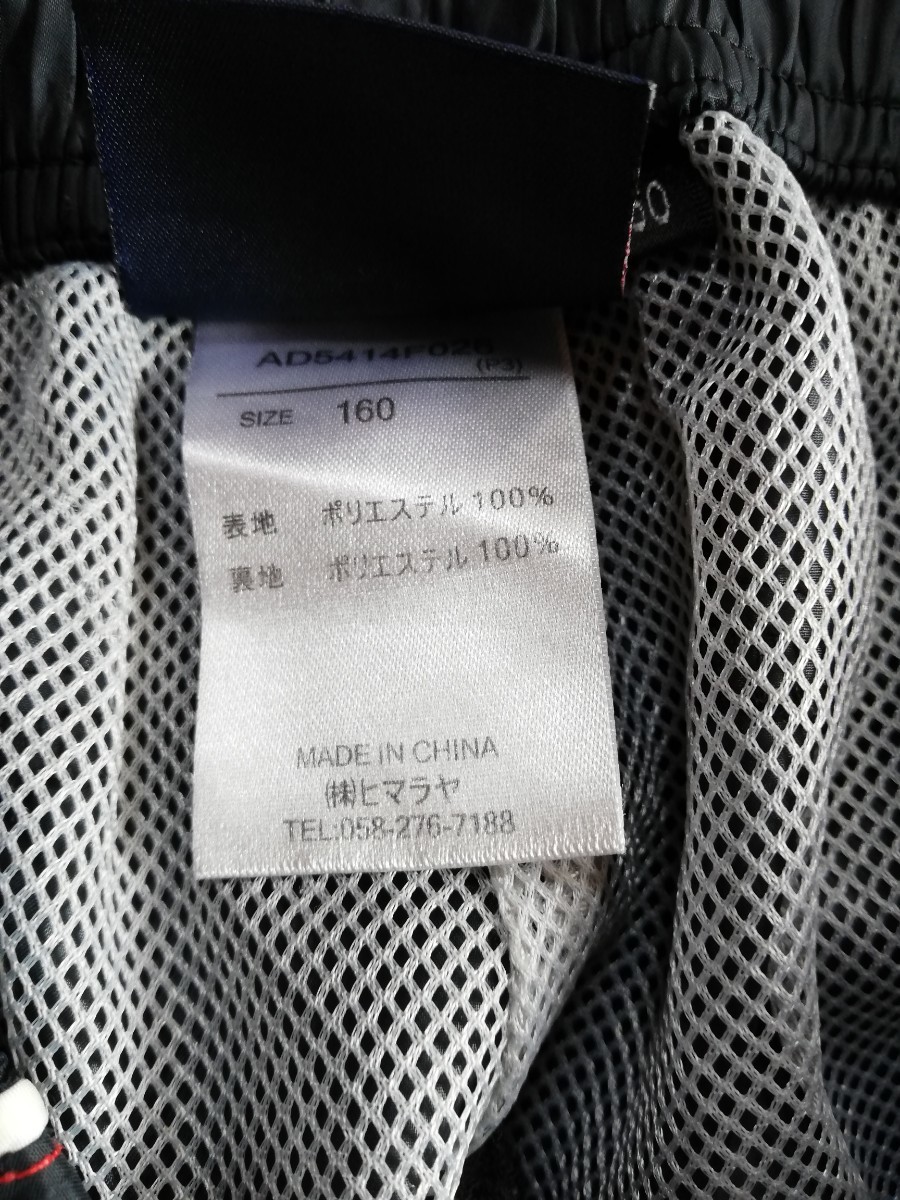 (P3)
SIZE 160
表地 ポリエステル 100%
裏地 ポリエステル 100%
MADE IN CHINA
(株)ヒマラヤ
TEL:058-276-7188